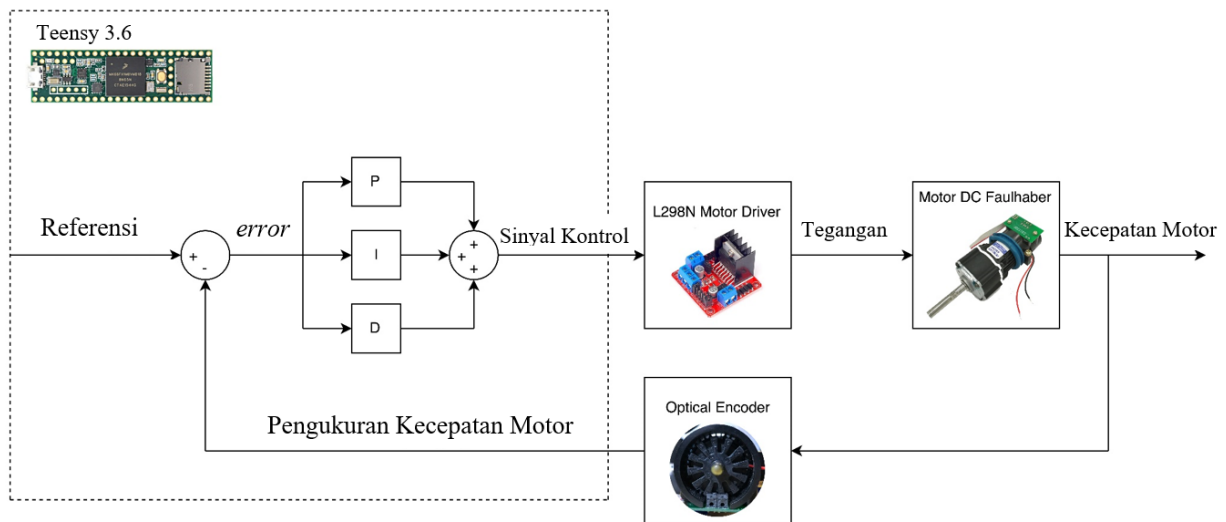 Teensy 3.6
Referensi
+
-
error
P
I
D
+
+
+
Sinyal Kontrol
L298N Motor Driver
Tegangan
Motor DC Faulhaber
Kecepatan Motor
Pengukuran Kecepatan Motor
Optical Encoder